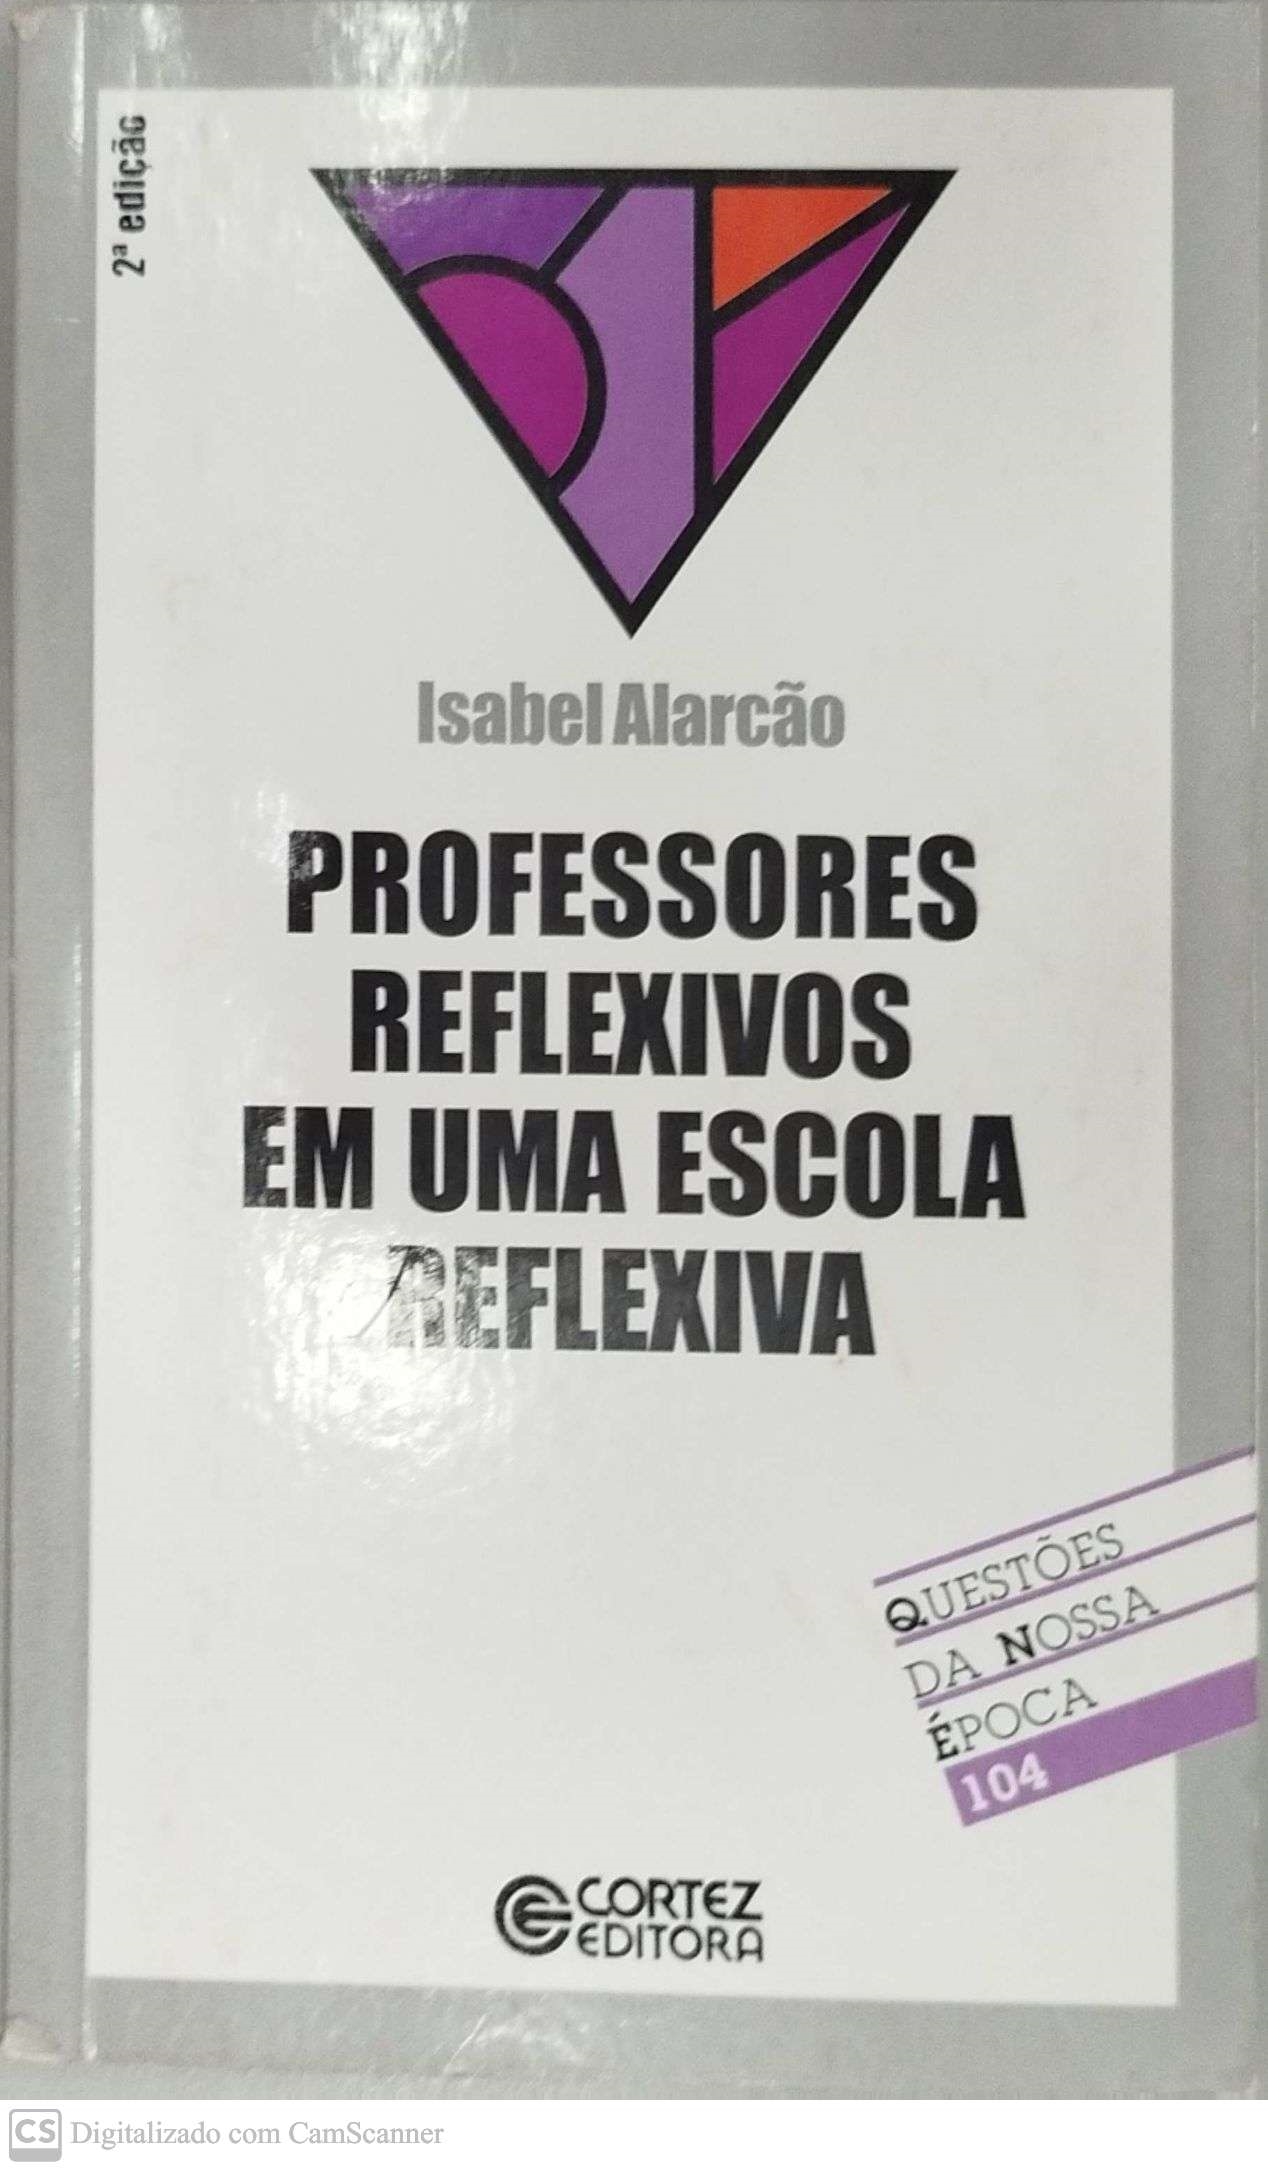 2ª edição
Isabel Alarcão
PROFESSORES
REFLEXIVOS
EM UMA ESCOLA
REFLEXIVA
QUESTÕES
DA NOSSA
ÉPOCA
104
CORTEZ
EDITORA
CS Digitalizado com CamScanner